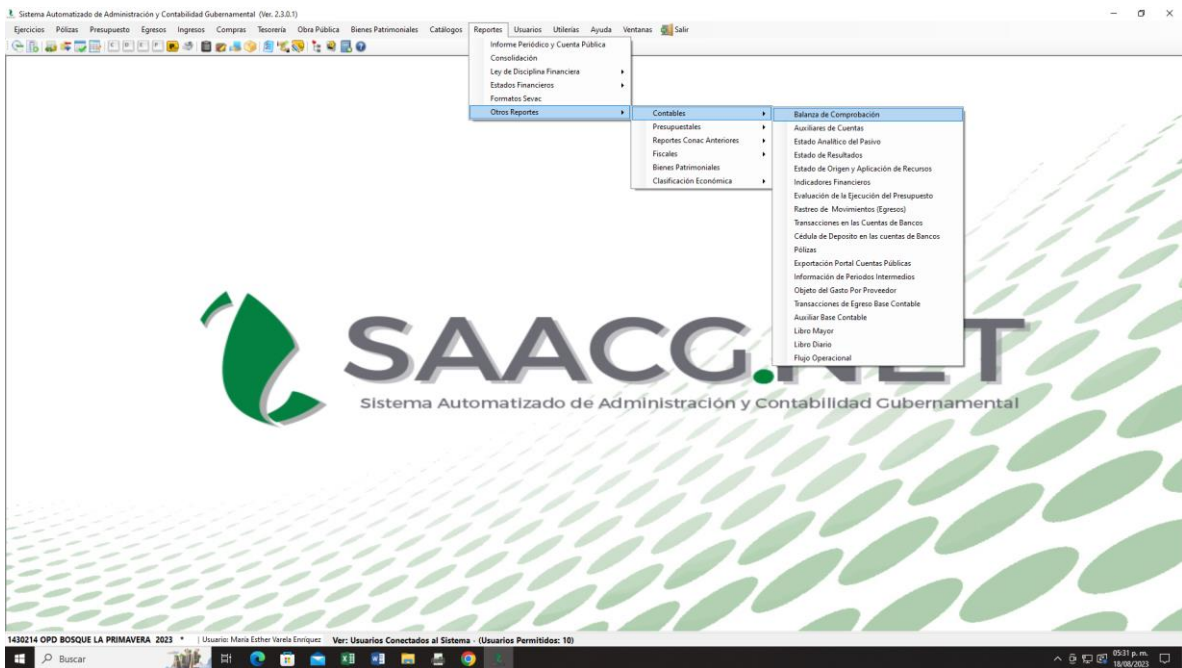 Sistema Automatizado de Administración y Contabilidad Gubernamental (Ver. 2.3.0.1)
Ejercicios Pólizas Presupuesto Egresos Ingresos Compras Tesorería Obra Pública Bienes Patrimoniales Catálogos Reportes Usuarios Utilerías Ayuda Ventanas Salir
Informe Periódico y Cuenta Pública
Consolidación
Ley de Disciplina Financiera
Estados Financieros
Formatos Sevac
Otros Reportes
Contables
Presupuestales
Reportes Conac Anteriores
Fiscales
Bienes Patrimoniales
Clasificación Económica
Balanza de Comprobación
Auxiliares de Cuentas
Estado Analítico del Pasivo
Estado de Resultados
Estado de Origen y Aplicación de Recursos
Indicadores Financieros
Evaluación de la Ejecución del Presupuesto
Rastreo de Movimientos (Egresos)
Transacciones en las Cuentas de Bancos
Cédula de Deposito en las cuentas de Bancos
Pólizas
Exportación Portal Cuentas Públicas
Información de Periodos Intermedios
Objeto del Gasto Por Proveedor
Transacciones de Egreso Base Contable
Auxiliar Base Contable
Libro Mayor
Libro Diario
Flujo Operacional
SAACG.NET
Sistema Automatizado de Administración y Contabilidad Gubernamental
1430214 OPD BOSQUE LA PRIMAVERA 2023 * | Usuario: María Esther Varela Enríquez Ver: Usuarios Conectados al Sistema - (Usuarios Permitidos: 10)
Buscar
05:31 p. m.
18/08/2023